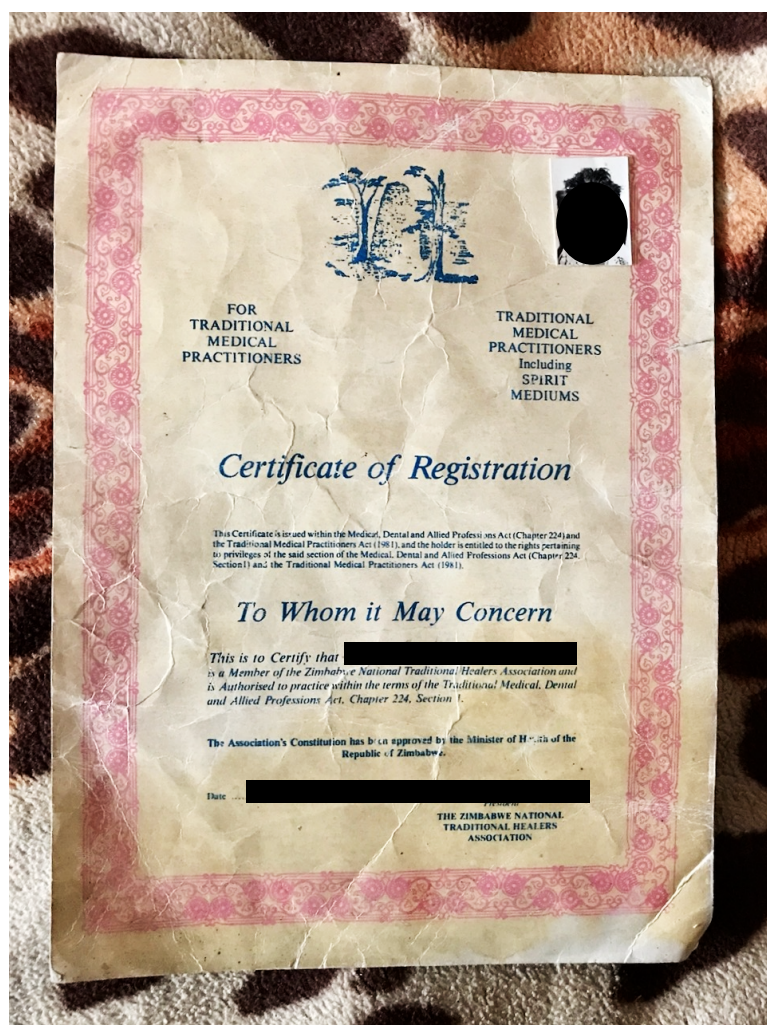 FOR
TRADITIONAL
MEDICAL
PRACTITIONERS
TRADITIONAL
MEDICAL
PRACTITIONERS
Including
SPIRIT
MEDIUMS
Certificate of Registration
This Certificate is issued within the Medical, Dental and Allied Professions Act (Chapter 224) and
the Traditional Medical Practitioners Act (1981), and the holder is entitled to the rights pertaining
to privileges of the said section of the Medical, Dental and Allied Professions Act (Chapter 224,
Section1) and the Traditional Medical Practitioners Act (1981).
To Whom it May Concern
This is to Certify that
is a Member of the Zimbabwe National Traditional Healers Association and
is Authorised to practice within the terms of the Traditional Medical, Dental
and Allied Professions Act, Chapter 224, Section 1.
The Association's Constitution has been approved by the Minister of Health of the
Republic of Zimbabwe.
Date ....
President
THE ZIMBABWE NATIONAL
TRADITIONAL HEALERS
ASSOCIATION